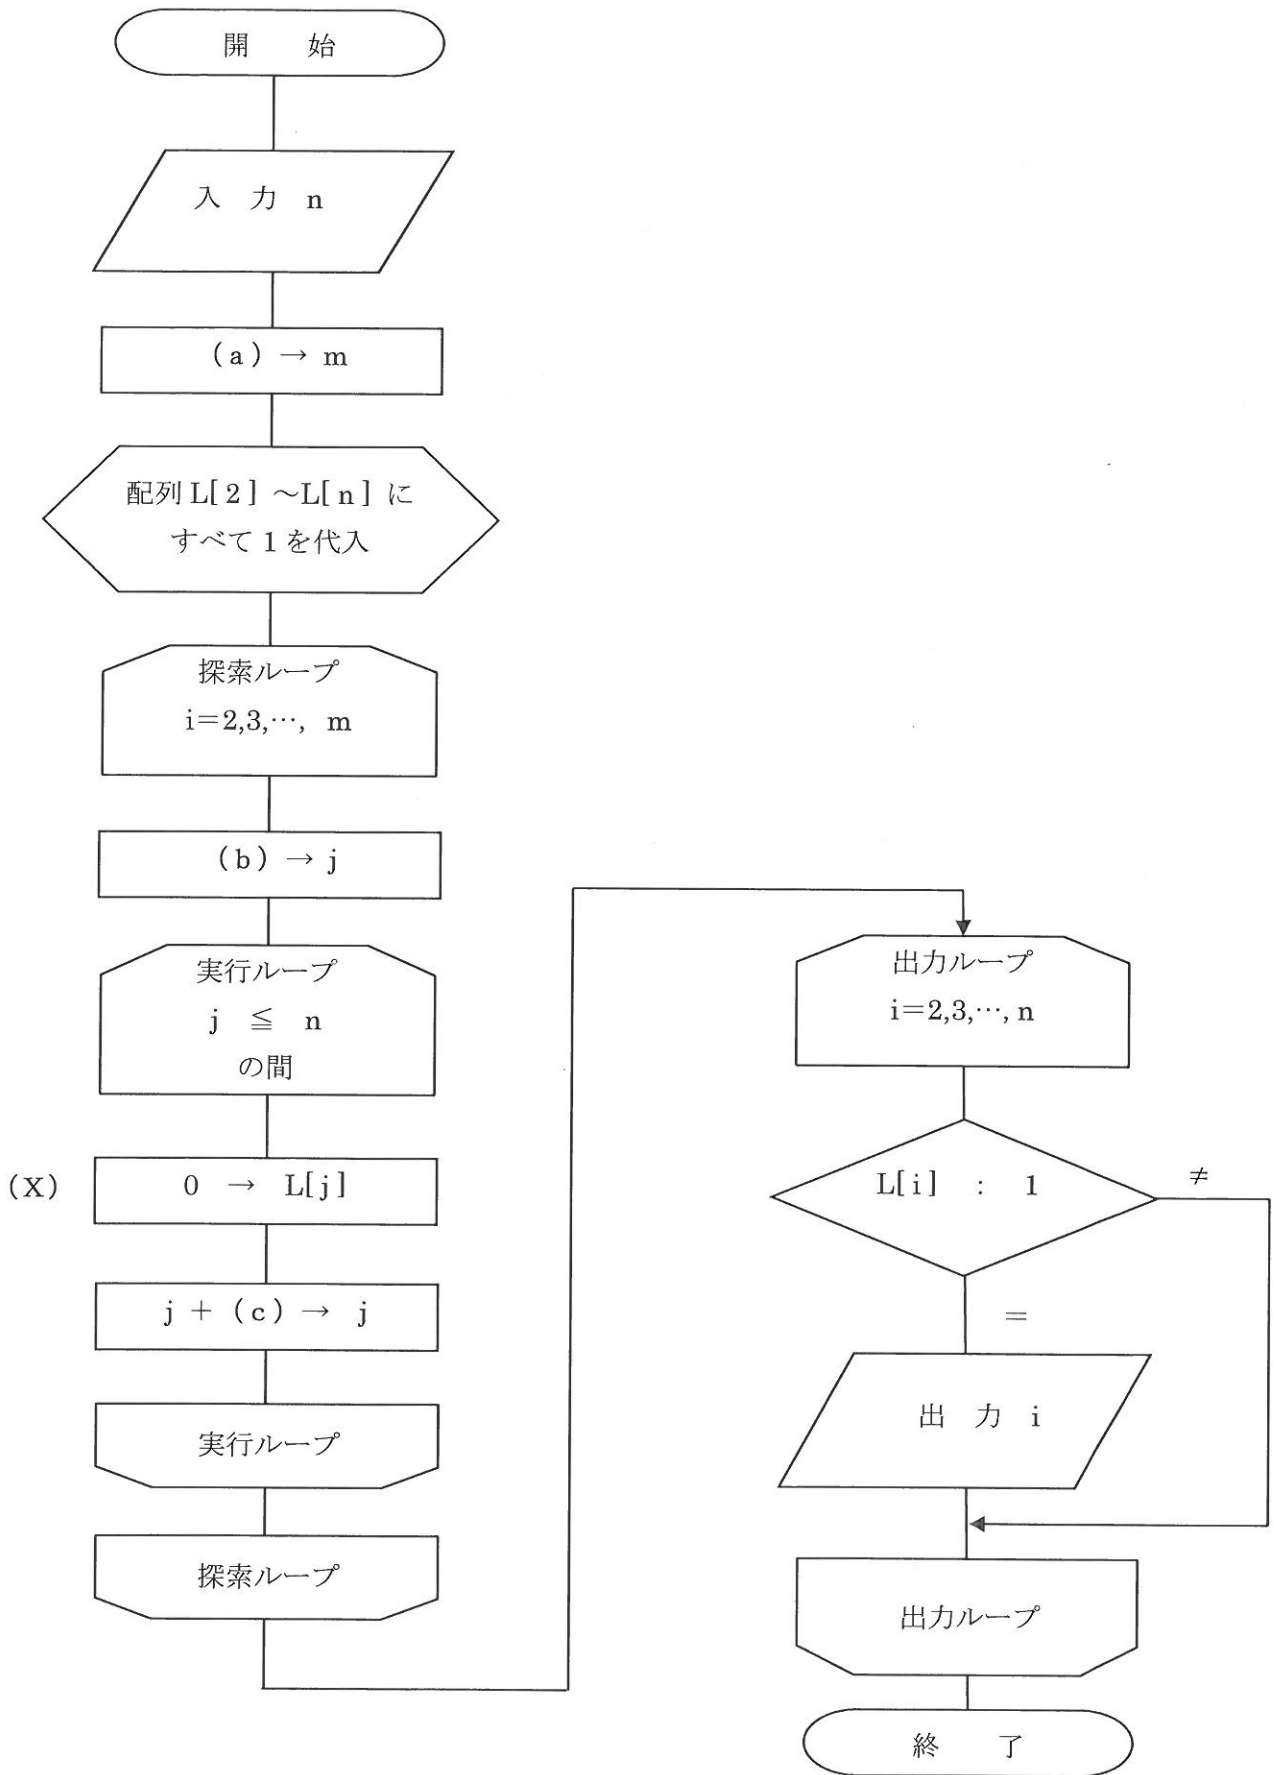 開 始
入 力 n
(a) → m
配列L[2] ～L[n] に
すべて1を代入
探索ループ
i=2,3,…, m
(b) → j
実行ループ
j ≦ n
の間
(X)
0 → L[j]
j + (c) → j
実行ループ
探索ループ
出力ループ
i=2,3,…,n
L[i] : 1
≠
=
出 力 i
出力ループ
終 了